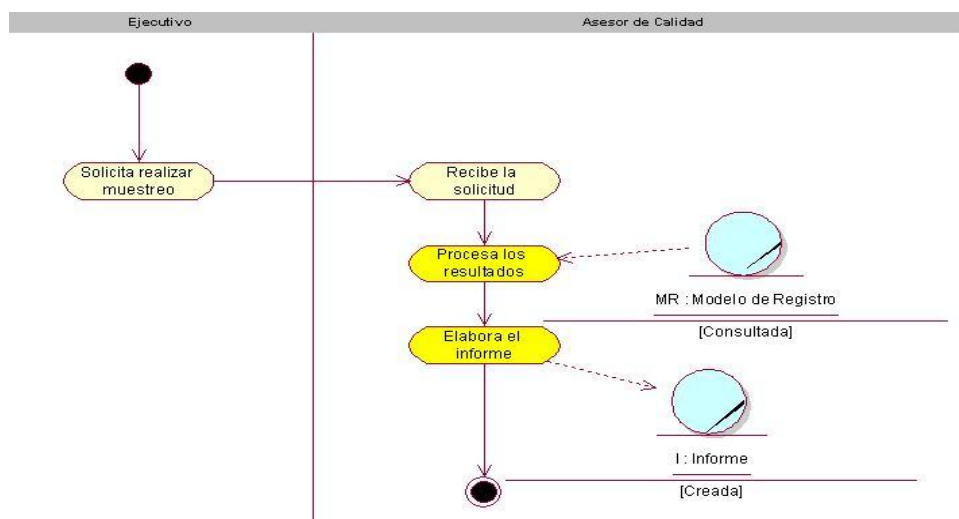 Ejecutivo
Asesor de Calidad
Solicita realizar
muestreo
Recibe la
solicitud
Procesa los
resultados
MR : Modelo de Registro
[Consultada]
Elabora el
informe
I : Informe
[Creada]